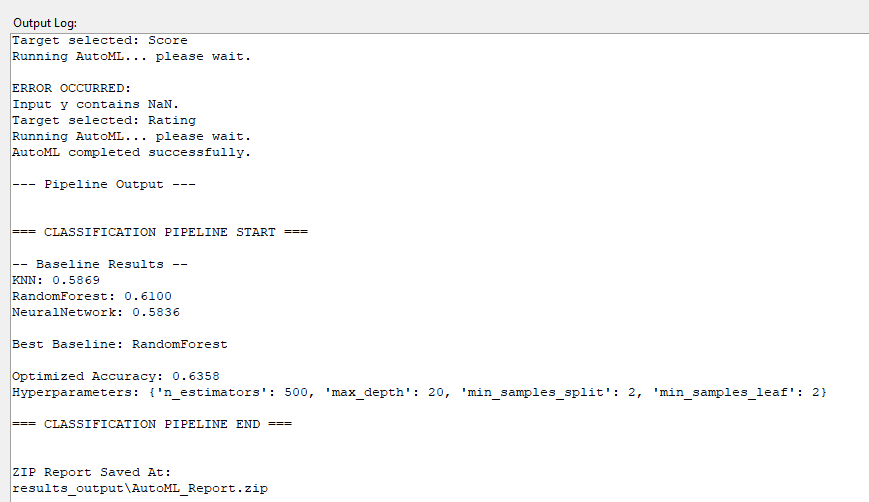 Output Log:
Target selected: Score
Running AutoML... please wait.
ERROR OCCURRED:
Input y contains NaN.
Target selected: Rating
Running AutoML... please wait.
AutoML completed successfully.
--- Pipeline Output ---
=== CLASSIFICATION PIPELINE START ===
-- Baseline Results --
KNN: 0.5869
RandomForest: 0.6100
NeuralNetwork: 0.5836
Best Baseline: RandomForest
Optimized Accuracy: 0.6358
Hyperparameters: {'n_estimators': 500, 'max_depth': 20, 'min_samples_split': 2, 'min_samples_leaf': 2}
=== CLASSIFICATION PIPELINE END ===
ZIP Report Saved At:
results_output\AutoML_Report.zip